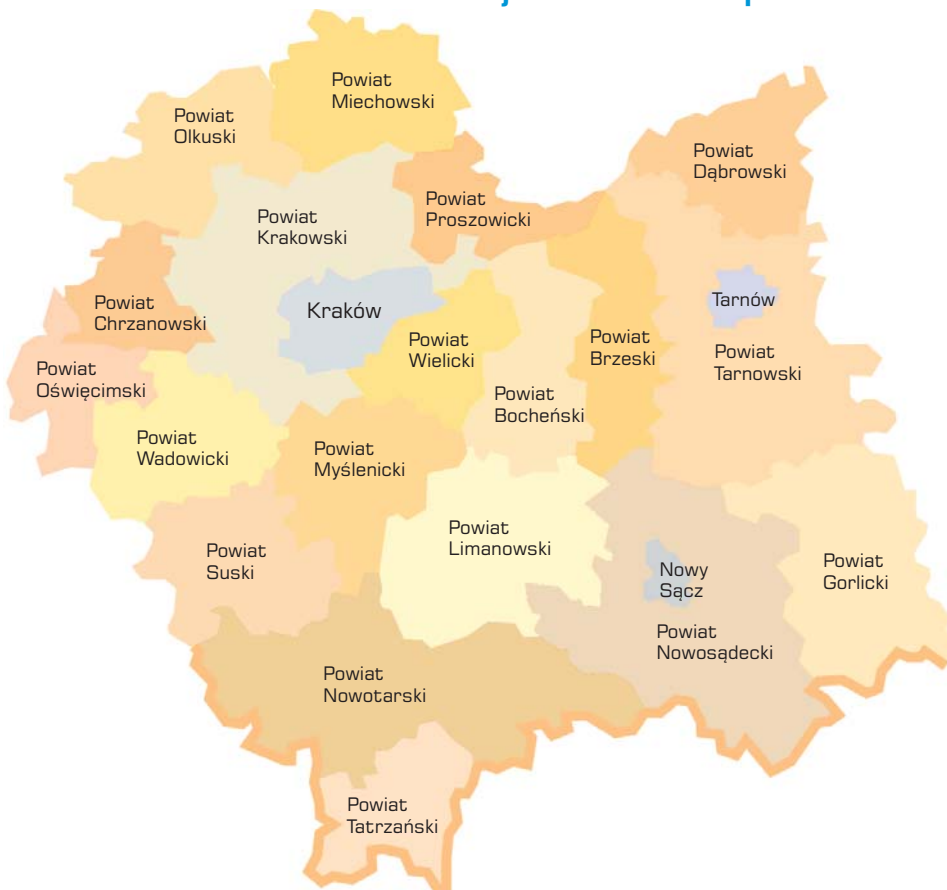 Powiat
Miechowski
Powiat
Olkuski
Powiat
Dąbrowski
Powiat
Proszowicki
Powiat
Krakowski
Kraków
Tarnów
Powiat
Chrzanowski
Powiat
Wielicki
Powiat
Brzeski
Powiat
Tarnowski
Powiat
Oświęcimski
Powiat
Bocheński
Powiat
Wadowicki
Powiat
Myślenicki
Powiat
Limanowski
Powiat
Suski
Nowy
Sącz
Powiat
Gorlicki
Powiat
Nowosądecki
Powiat
Nowotarski
Powiat
Tatrzański